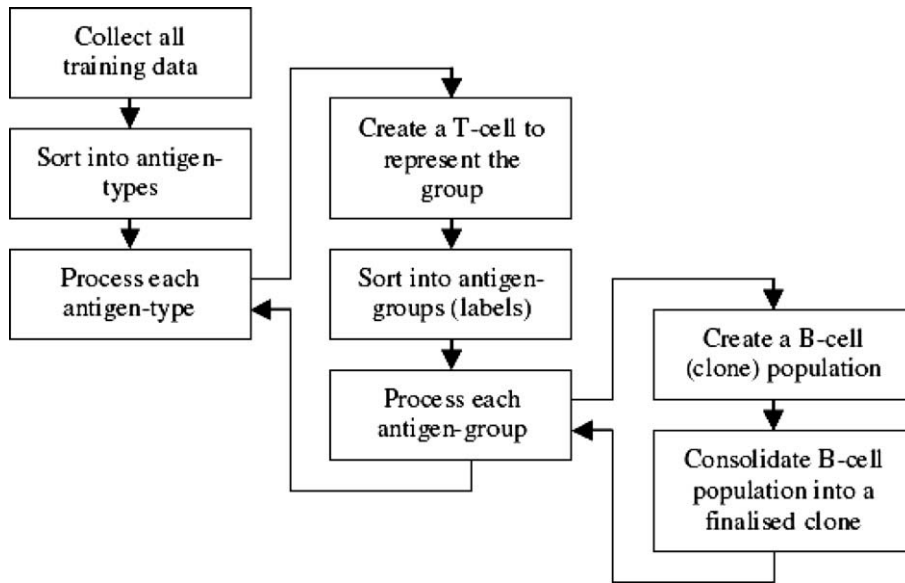 Collect all
training data
Sort into antigen-
types
Process each
antigen-type
Create a T-cell to
represent the
group
Sort into antigen-
groups (labels)
Process each
antigen-group
Create a B-cell
(clone) population
Consolidate B-cell
population into a
finalised clone